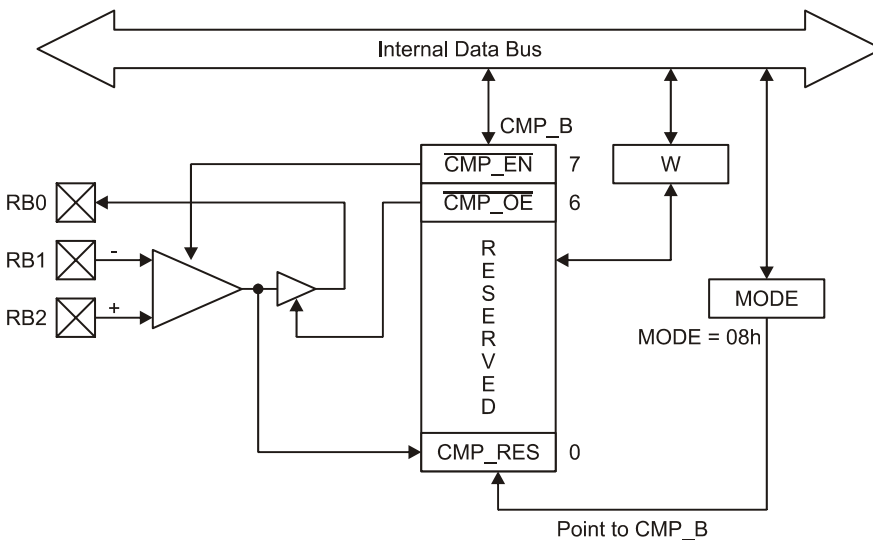 Internal Data Bus
CMP_B
CMP_EN 7
W
RB0
CMP_OE 6
RB1 -
RB2 +
RESERVED
MODE
MODE = 08h
CMP_RES 0
Point to CMP_B